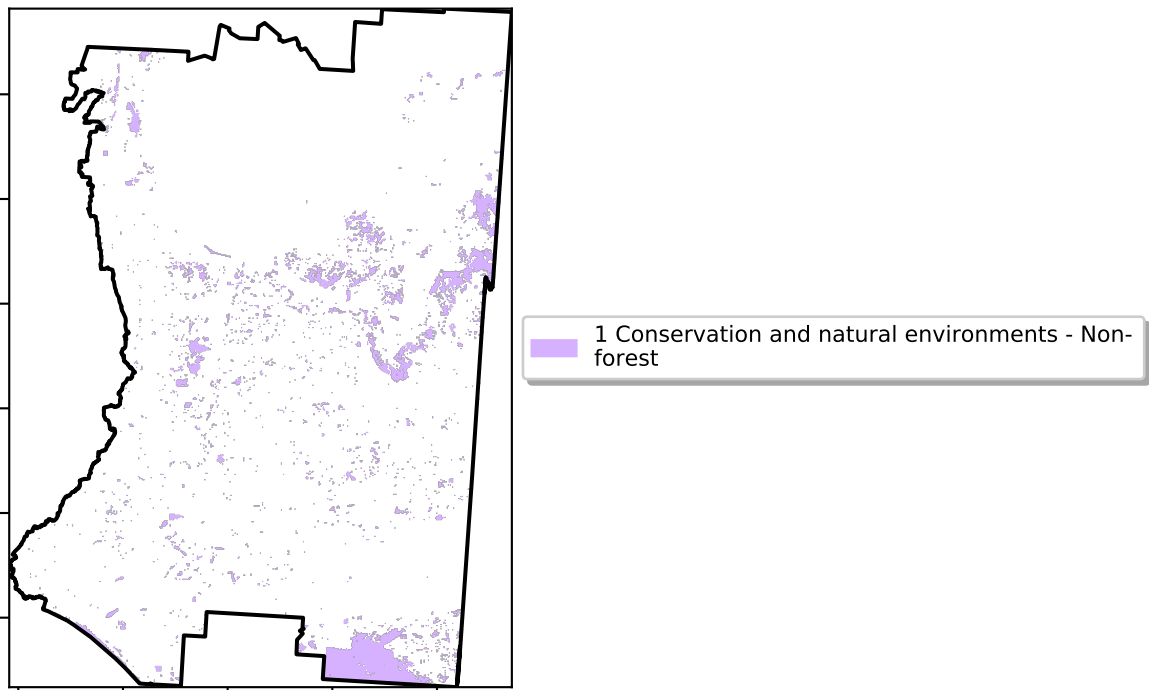 1 Conservation and natural environments - Non-
forest